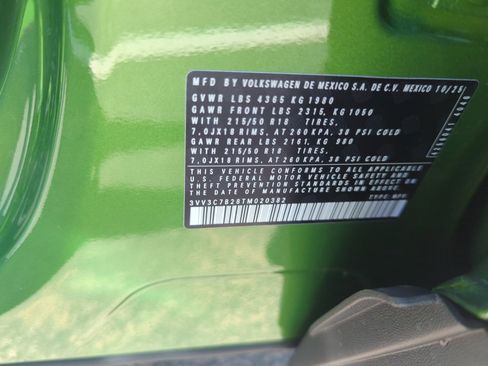 MFD BY VOLKSWAGEN DE MEXICO S.A. DE C.V. MEXICO 10/25
GVWR LBS 4365 KG 1980
GAWR FRONT LBS 2315, KG 1050
WITH 215/50 R18 TIRES,
7.0JX18 RIMS, AT 260 KPA, 38 PSI COLD
GAWR REAR LBS 2161, KG 980
WITH 215/50 R18 TIRES,
7.0JX18 RIMS, AT 260 KPA, 38 PSI COLD
THIS VEHICLE CONFORMS TO ALL APPLICABLE
U.S. FEDERAL MOTOR VEHICLE SAFETY AND
THEFT PREVENTION STANDARDS IN EFFECT ON
THE DATE OF MANUFACTURE SHOWN ABOVE
3VV3C7B28TM020382
TYPE: MPV